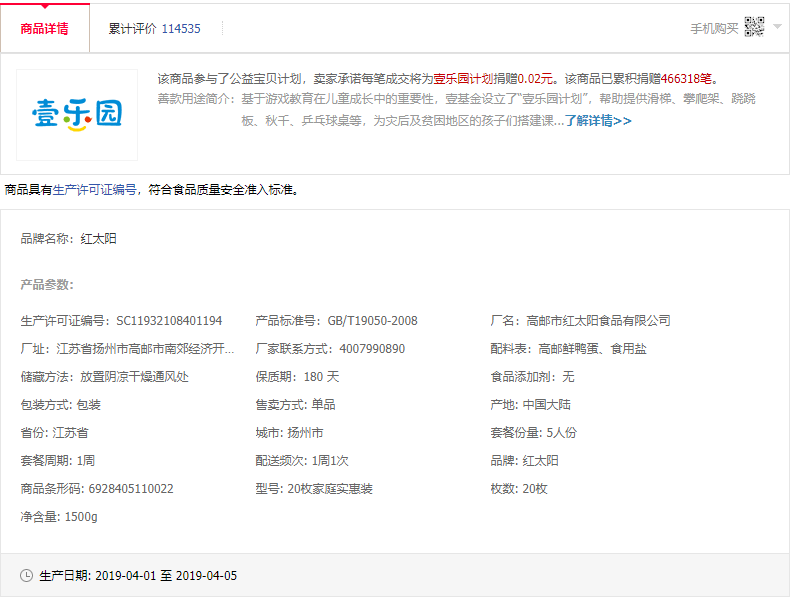 商品详情 累计评价 114535 手机购买
壹乐园
该商品参与了公益宝贝计划，卖家承诺每笔成交将为壹乐园计划捐赠0.02元。该商品已累积捐赠466318笔。
善款用途简介：基于游戏教育在儿童成长中的重要性，壹基金设立了“壹乐园计划”，帮助提供滑梯、攀爬架、跷跷
板、秋千、乒乓球桌等，为灾后及贫困地区的孩子们搭建课...了解详情>>
商品具有生产许可证编号，符合食品质量安全准入标准。
品牌名称：红太阳
产品参数：
生产许可证编号：SC11932108401194 产品标准号：GB/T19050-2008 厂名：高邮市红太阳食品有限公司
厂址：江苏省扬州市高邮市南郊经济开... 厂家联系方式：4007990890 配料表：高邮鲜鸭蛋、食用盐
储藏方法：放置阴凉干燥通风处 保质期：180 天 食品添加剂：无
包装方式: 包装 售卖方式: 单品 产地: 中国大陆
省份: 江苏省 城市: 扬州市 套餐份量: 5人份
套餐周期: 1周 配送频次: 1周1次 品牌: 红太阳
商品条形码: 6928405110022 型号: 20枚家庭实惠装 枚数: 20枚
净含量: 1500g
生产日期: 2019-04-01 至 2019-04-05